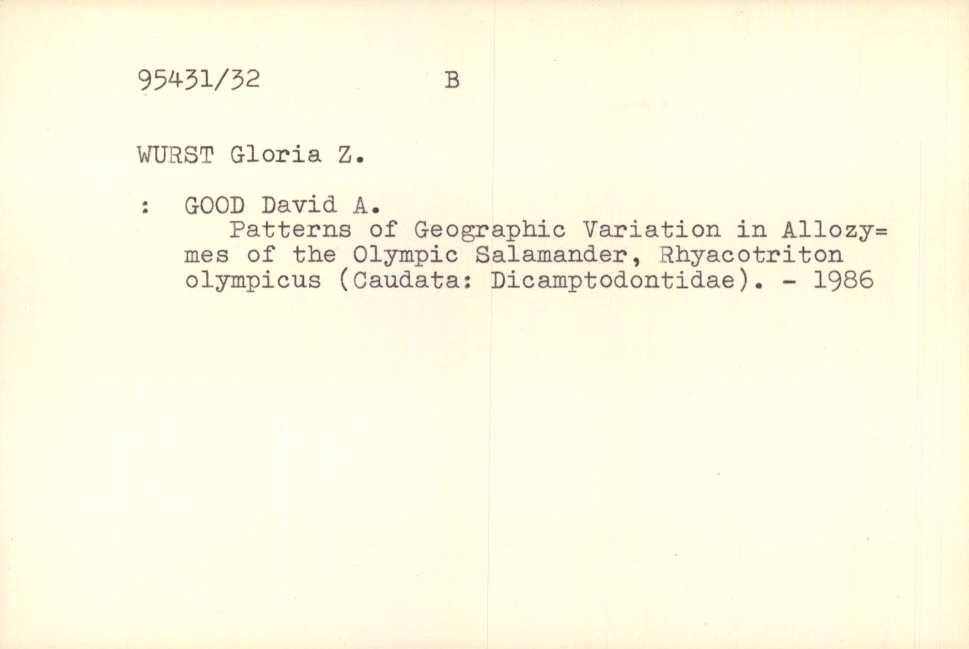 95431/32 B
WURST Gloria Z.
: GOOD David A.
Patterns of Geographic Variation in Allozy=
mes of the Olympic Salamander, Rhyacotriton
olympicus (Caudata: Dicamptodontidae). - 1986